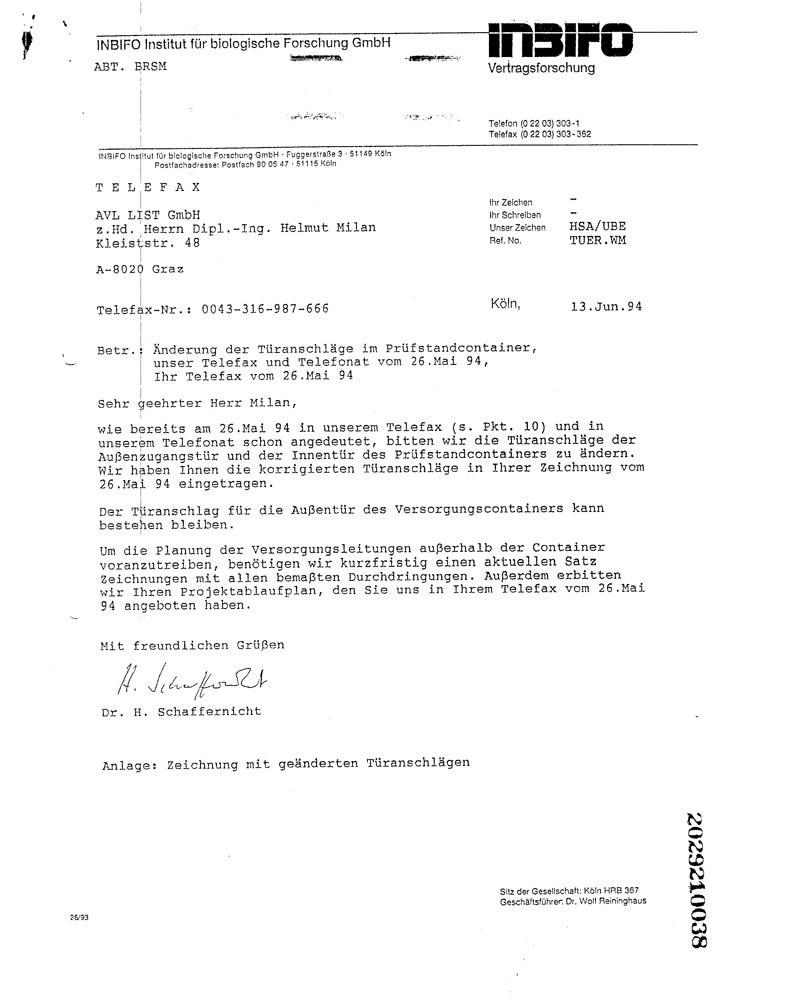 INBIFO Institut für biologische Forschung GmbH
ABT. BRSM
INBIFO
Vertragsforschung
Telefon (0 22 03) 303-1
Telefax (0 22 03) 303-362
INBIFO Institut für biologische Forschung GmbH · Fuggerstraße 3 · 51149 Köln
Postfachadresse: Postfach 90 05 47 · 51115 Köln
T E L E F A X
AVL LIST GmbH
z.Hd. Herrn Dipl.-Ing. Helmut Milan
Kleiststr. 48
A-8020 Graz
Ihr Zeichen –
Ihr Schreiben –
Unser Zeichen HSA/UBE
Ref. No. TUER.WM
Telefax-Nr.: 0043-316-987-666
Köln, 13.Jun.94
Betr.: Änderung der Türanschläge im Prüfstandcontainer,
unser Telefax und Telefonat vom 26.Mai 94,
Ihr Telefax vom 26.Mai 94
Sehr geehrter Herr Milan,
wie bereits am 26.Mai 94 in unserem Telefax (s. Pkt. 10) und in
unserem Telefonat schon angedeutet, bitten wir die Türanschläge der
Außenzugangstür und der Innentür des Prüfstandcontainers zu ändern.
Wir haben Ihnen die korrigierten Türanschläge in Ihrer Zeichnung vom
26.Mai 94 eingetragen.
Der Türanschlag für die Außentür des Versorgungscontainers kann
bestehen bleiben.
Um die Planung der Versorgungsleitungen außerhalb der Container
voranzutreiben, benötigen wir kurzfristig einen aktuellen Satz
Zeichnungen mit allen bemaßten Durchdringungen. Außerdem erbitten
wir Ihren Projektablaufplan, den Sie uns in Ihrem Telefax vom 26.Mai
94 angeboten haben.
Mit freundlichen Grüßen
H. Schaffernicht
Dr. H. Schaffernicht
Anlage: Zeichnung mit geänderten Türanschlägen
2029210038
Sitz der Gesellschaft: Köln HRB 367
Geschäftsführer: Dr. Wolf Reininghaus
26/93